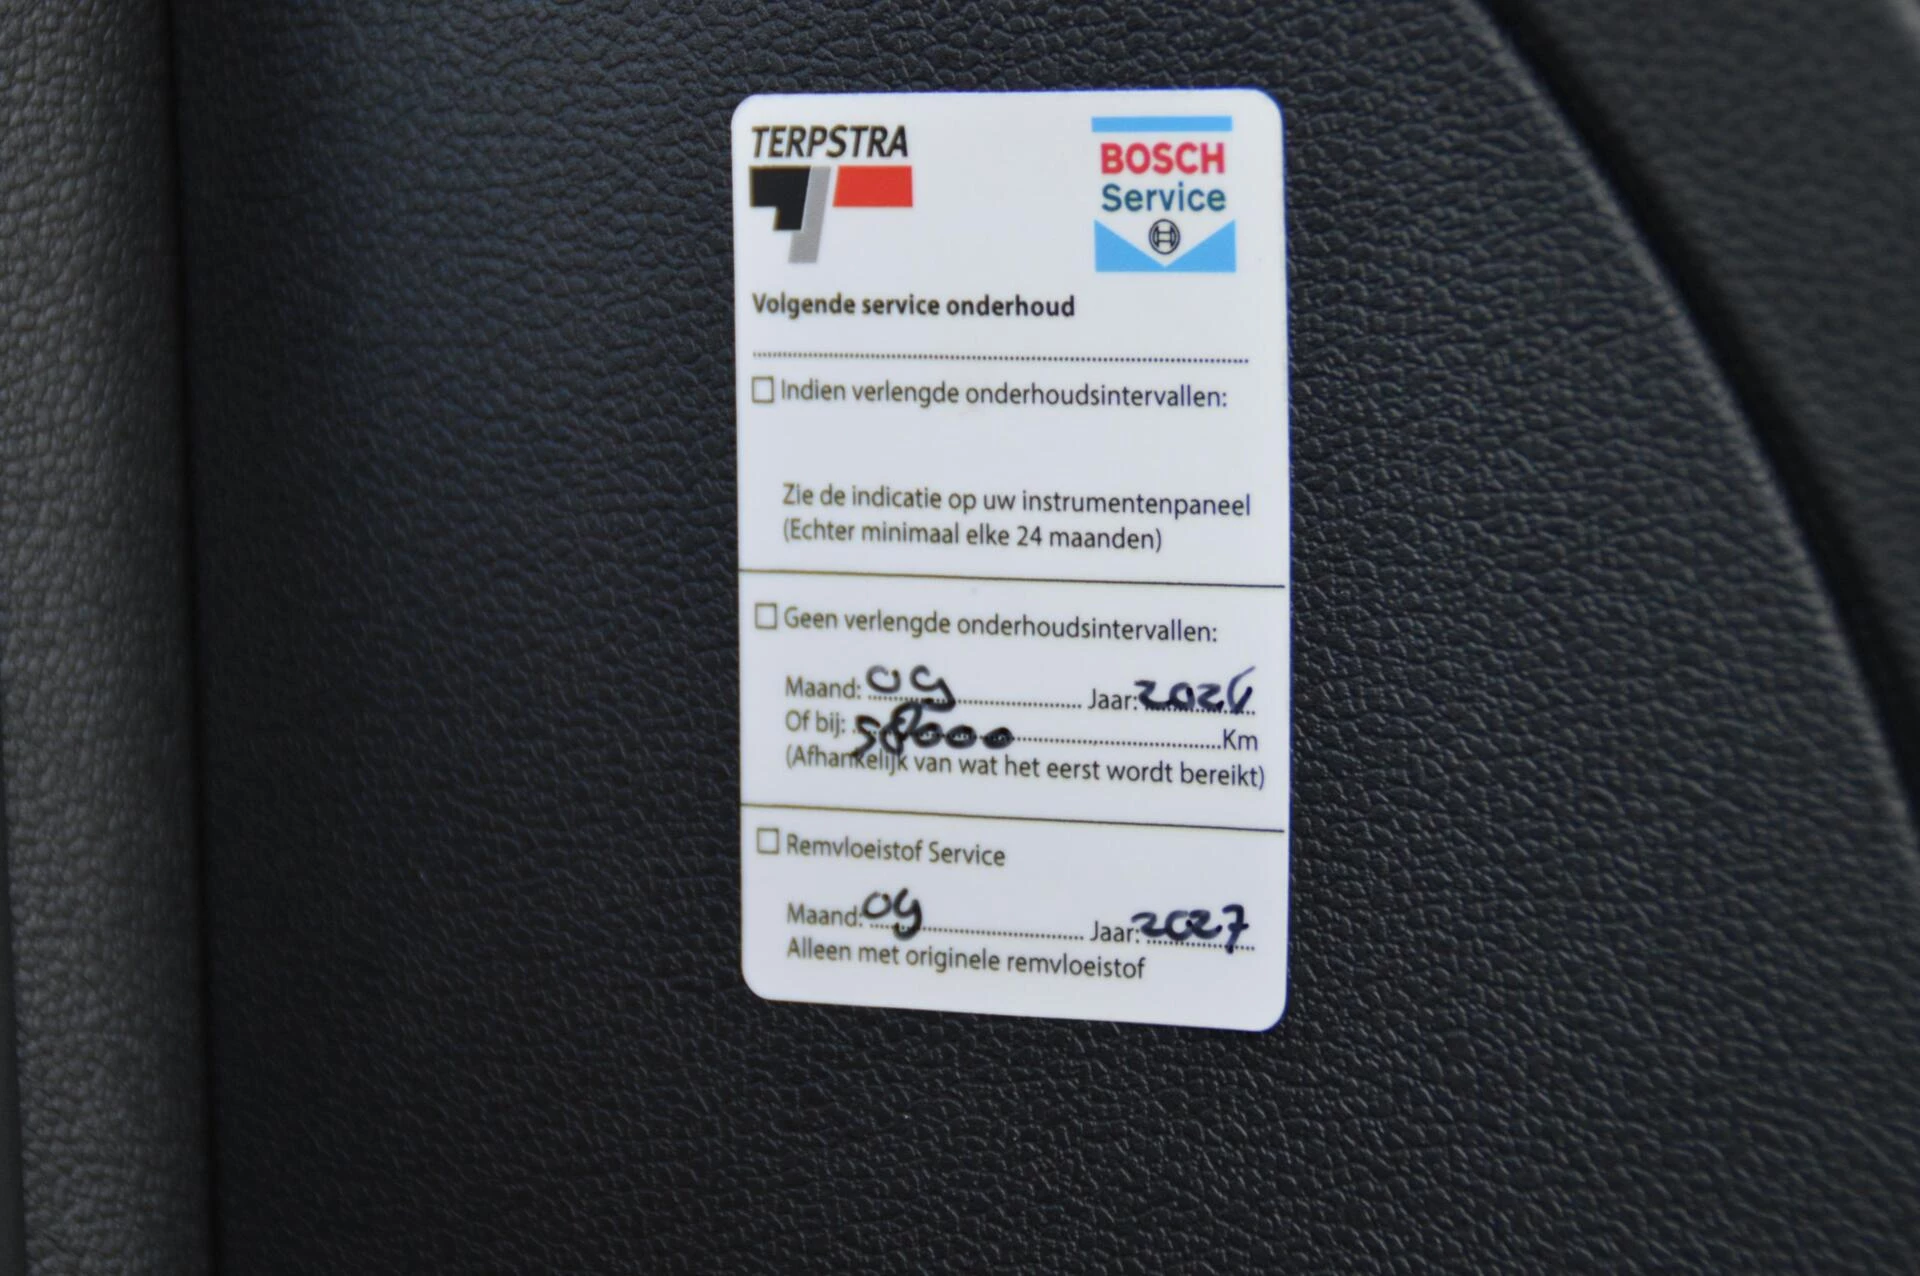 TERPSTRA
BOSCH
Service
Volgende service onderhoud
Indien verlengde onderhoudsintervallen:
Zie de indicatie op uw instrumentenpaneel
(Echter minimaal elke 24 maanden)
Geen verlengde onderhoudsintervallen:
Maand: 09 Jaar: 2026
Of bij: 58000 Km
(Afhankelijk van wat het eerst wordt bereikt)
Remvloeistof Service
Maand: 09 Jaar: 2027
Alleen met originele remvloeistof